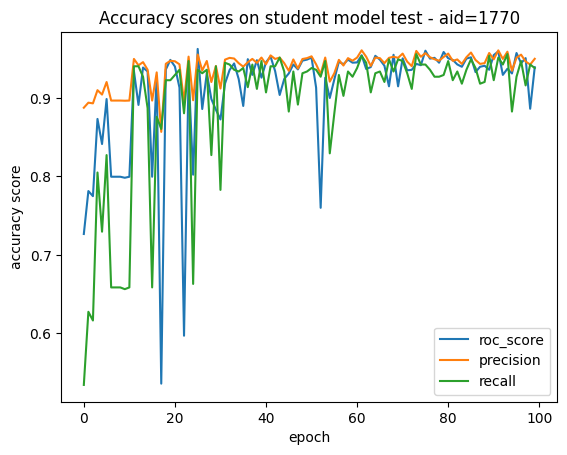 Accuracy scores on student model test - aid=1770
accuracy score
0.9
0.8
0.7
0.6
0
20
40
60
80
100
epoch
roc_score
precision
recall